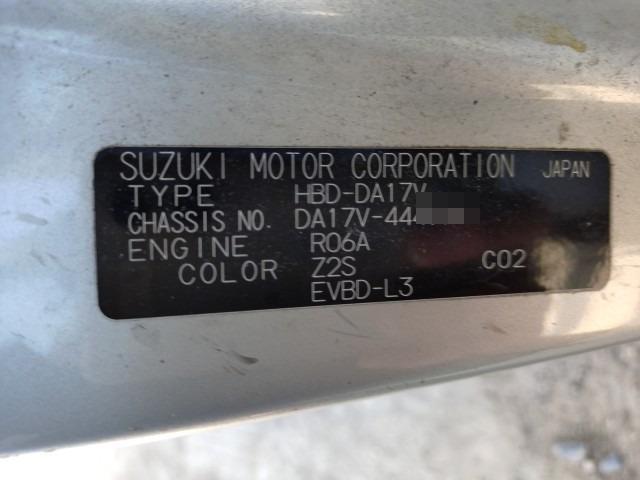 SUZUKI MOTOR CORPORATION JAPAN
TYPE HBD-DA17V
CHASSIS NO. DA17V-444
ENGINE R06A
COLOR Z2S C02
EVBD-L3